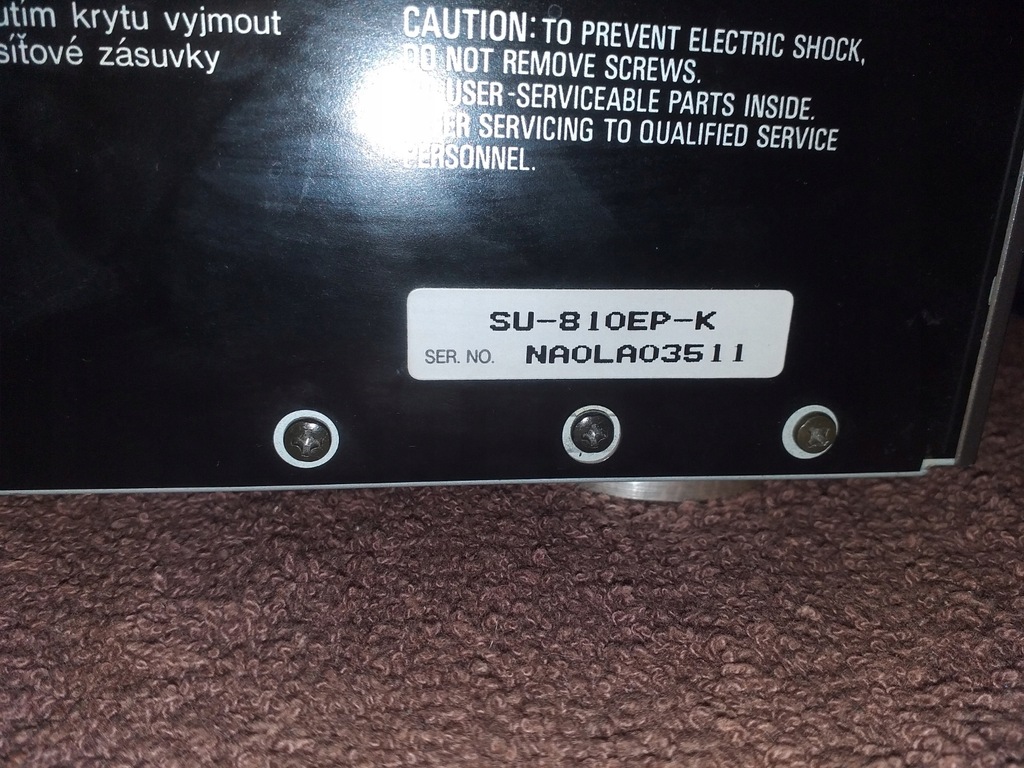 krytu vyjmout
síťové zásuvky
CAUTION: TO PREVENT ELECTRIC SHOCK,
DO NOT REMOVE SCREWS.
USER-SERVICEABLE PARTS INSIDE.
SERVICING TO QUALIFIED SERVICE
PERSONNEL.
SU-810EP-K
SER. NO. NA0LA03511